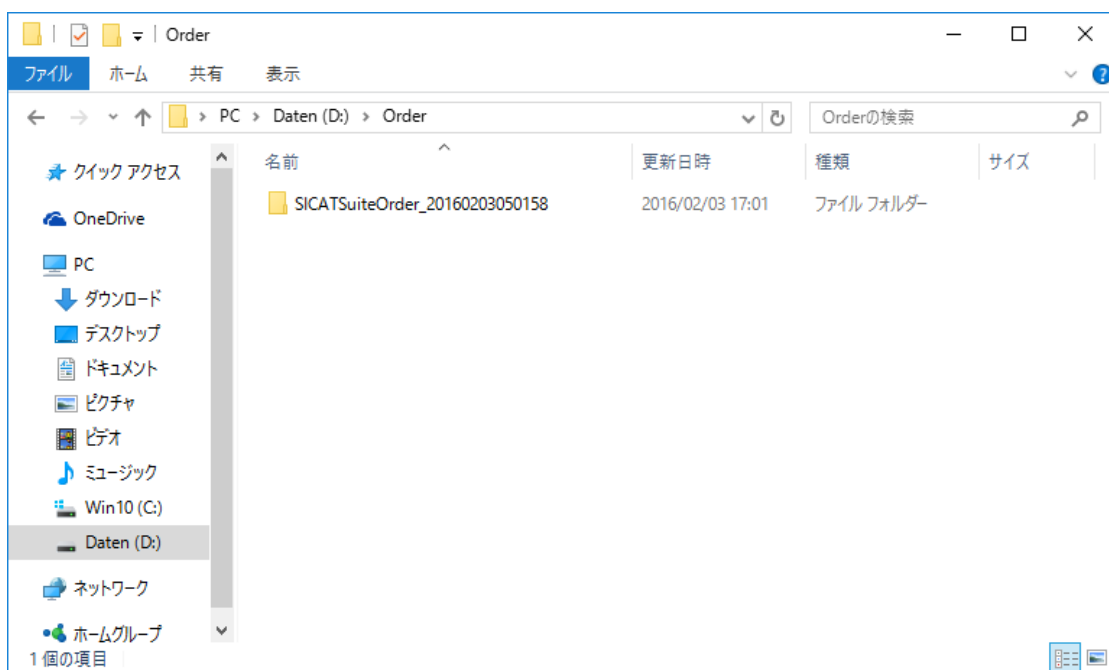 Order
ファイル ホーム 共有 表示
PC > Daten (D:) > Order Orderの検索
名前 更新日時 種類 サイズ
SICATSuiteOrder_20160203050158 2016/02/03 17:01 ファイル フォルダー
クイック アクセス
OneDrive
PC
ダウンロード
デスクトップ
ドキュメント
ピクチャ
ビデオ
ミュージック
Win10 (C:)
Daten (D:)
ネットワーク
ホームグループ
1 個の項目